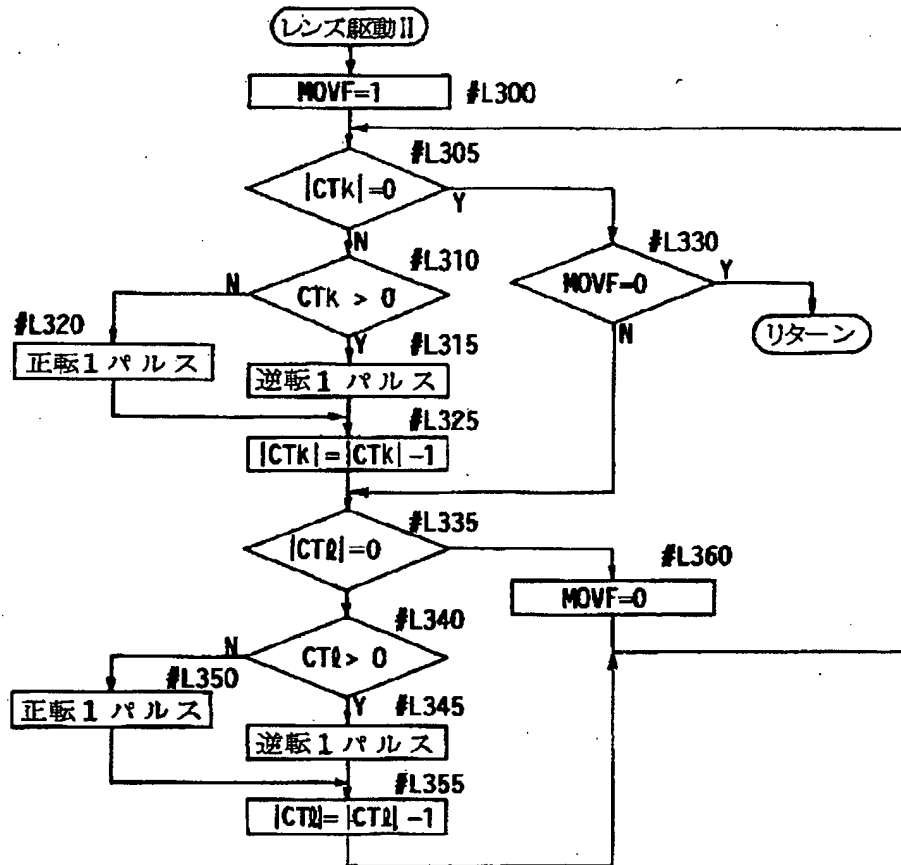 レンズ駆動II
MOVF=1
#L300
#L305
|CTk|=0
Y
N
#L310
#L330
N
CTk > 0
MOVF=0
Y
#L320
Y
#L315
N
リターン
正転1パルス
逆転1パルス
#L325
|CTk|=|CTk|-1
#L335
|CTℓ|=0
#L360
MOVF=0
#L340
N
CTℓ> 0
#L350
Y
#L345
正転1パルス
逆転1パルス
#L355
|CTℓ|=|CTℓ|-1